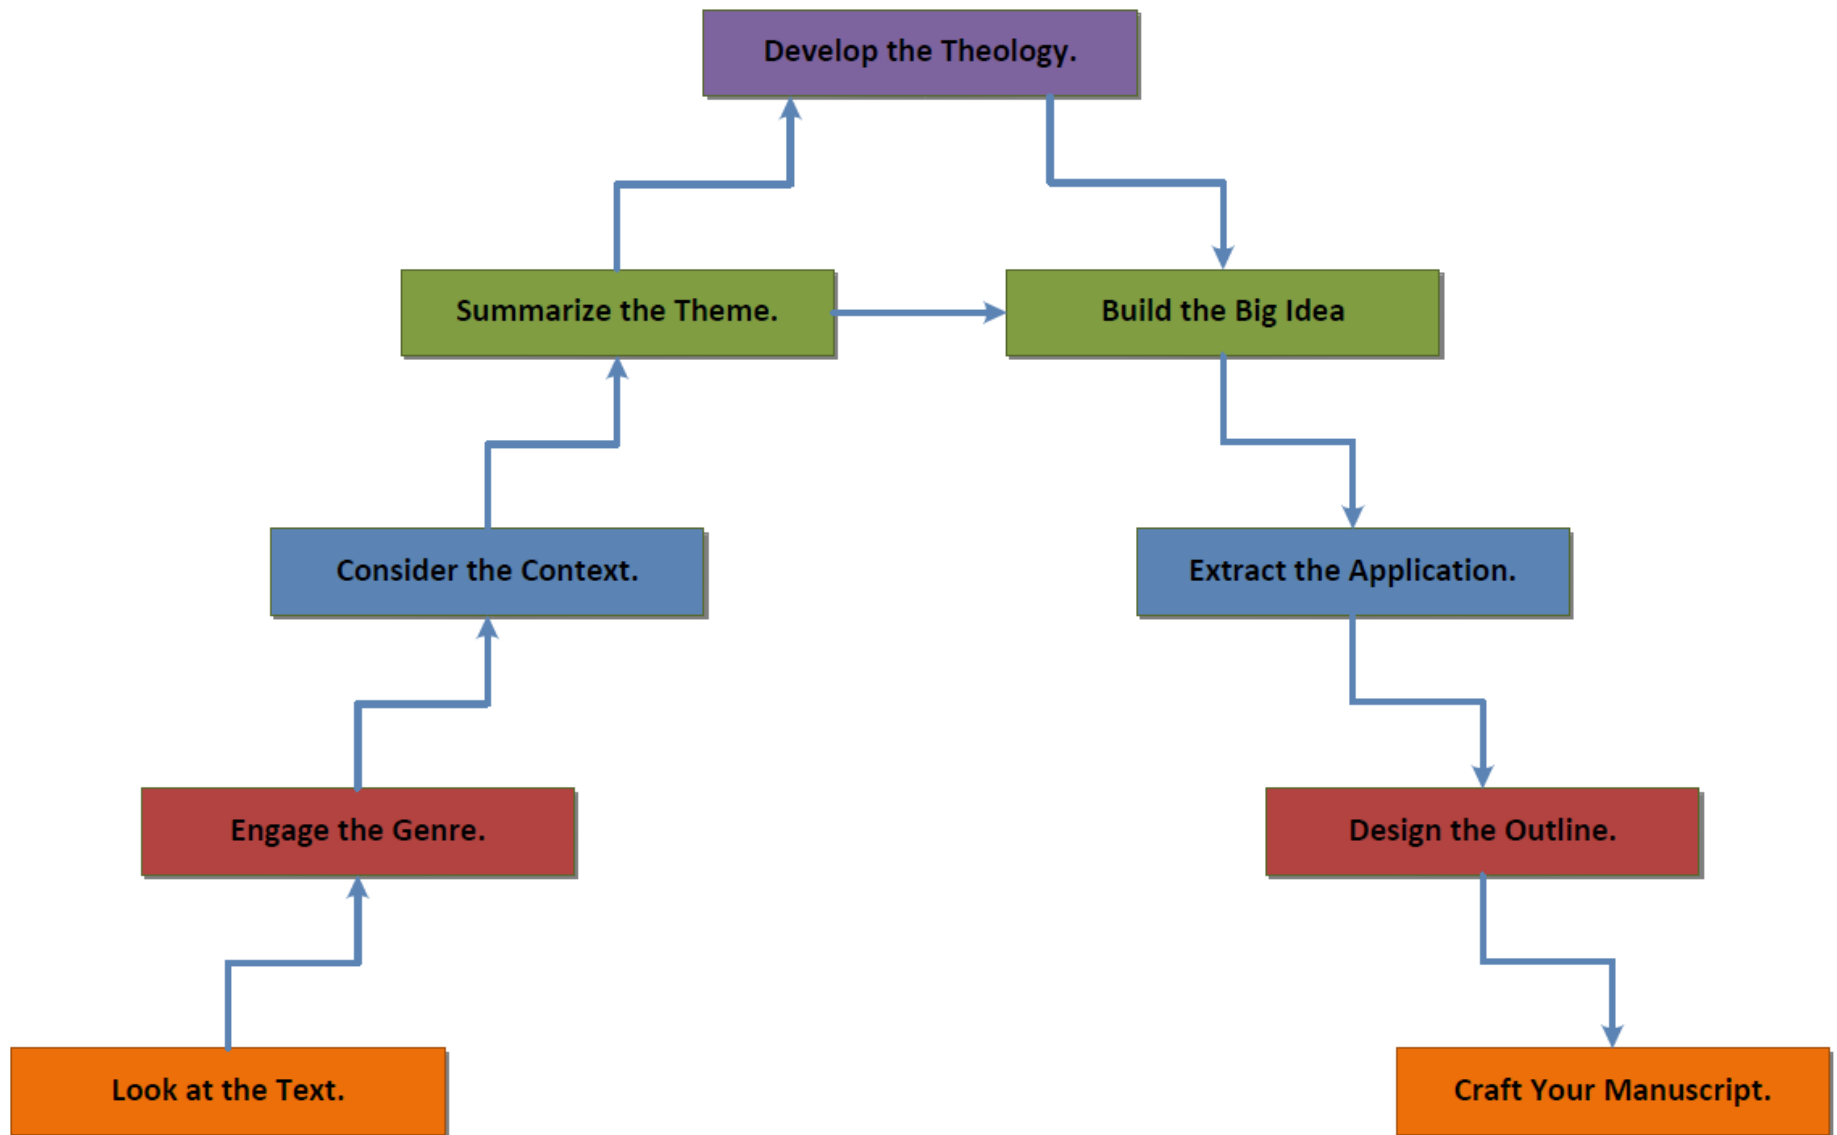 Develop the Theology.
Summarize the Theme.
Build the Big Idea
Consider the Context.
Extract the Application.
Engage the Genre.
Design the Outline.
Look at the Text.
Craft Your Manuscript.